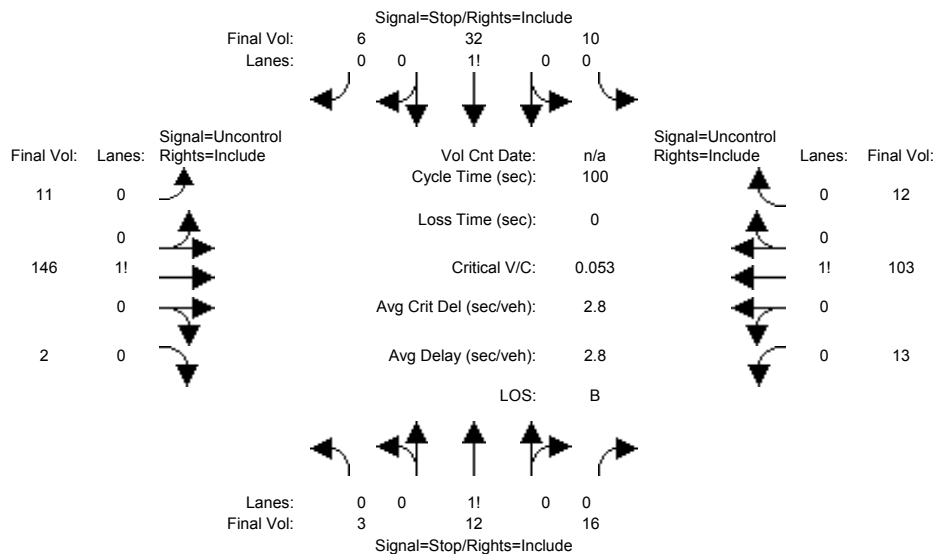 Signal=Stop/Rights=Include
Final Vol: 6 32 10
Lanes: 0 0 1! 0 0
Signal=Uncontrol
Final Vol: Lanes: Rights=Include
Vol Cnt Date: n/a
Signal=Uncontrol
Rights=Include Lanes: Final Vol:
Cycle Time (sec): 100
11 0
0 12
Loss Time (sec): 0
0
0
146 1!
Critical V/C: 0.053
1! 103
0
Avg Crit Del (sec/veh): 2.8
0
2 0
Avg Delay (sec/veh): 2.8
0 13
LOS: B
Lanes: 0 0 1! 0 0
Final Vol: 3 12 16
Signal=Stop/Rights=Include